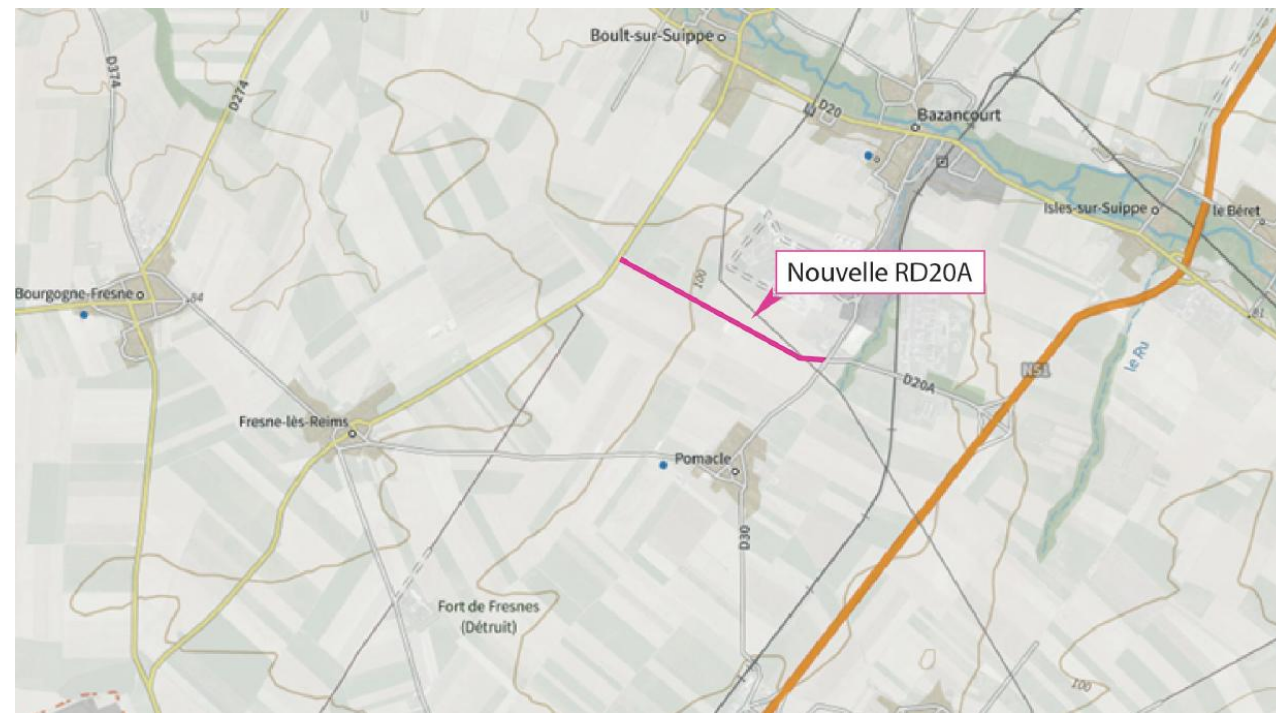 U
Boult-sur-Suippe
D374
D274
D20
Bazancourt
Isles-sur-Suippe
le Béret
Nouvelle RD20A
100
Bourgogne-Fresne
84
81
le Ru
N51
D20A
Fresne-lès-Reims
Pomacle
D30
Fort de Fresnes
(Détruit)
100